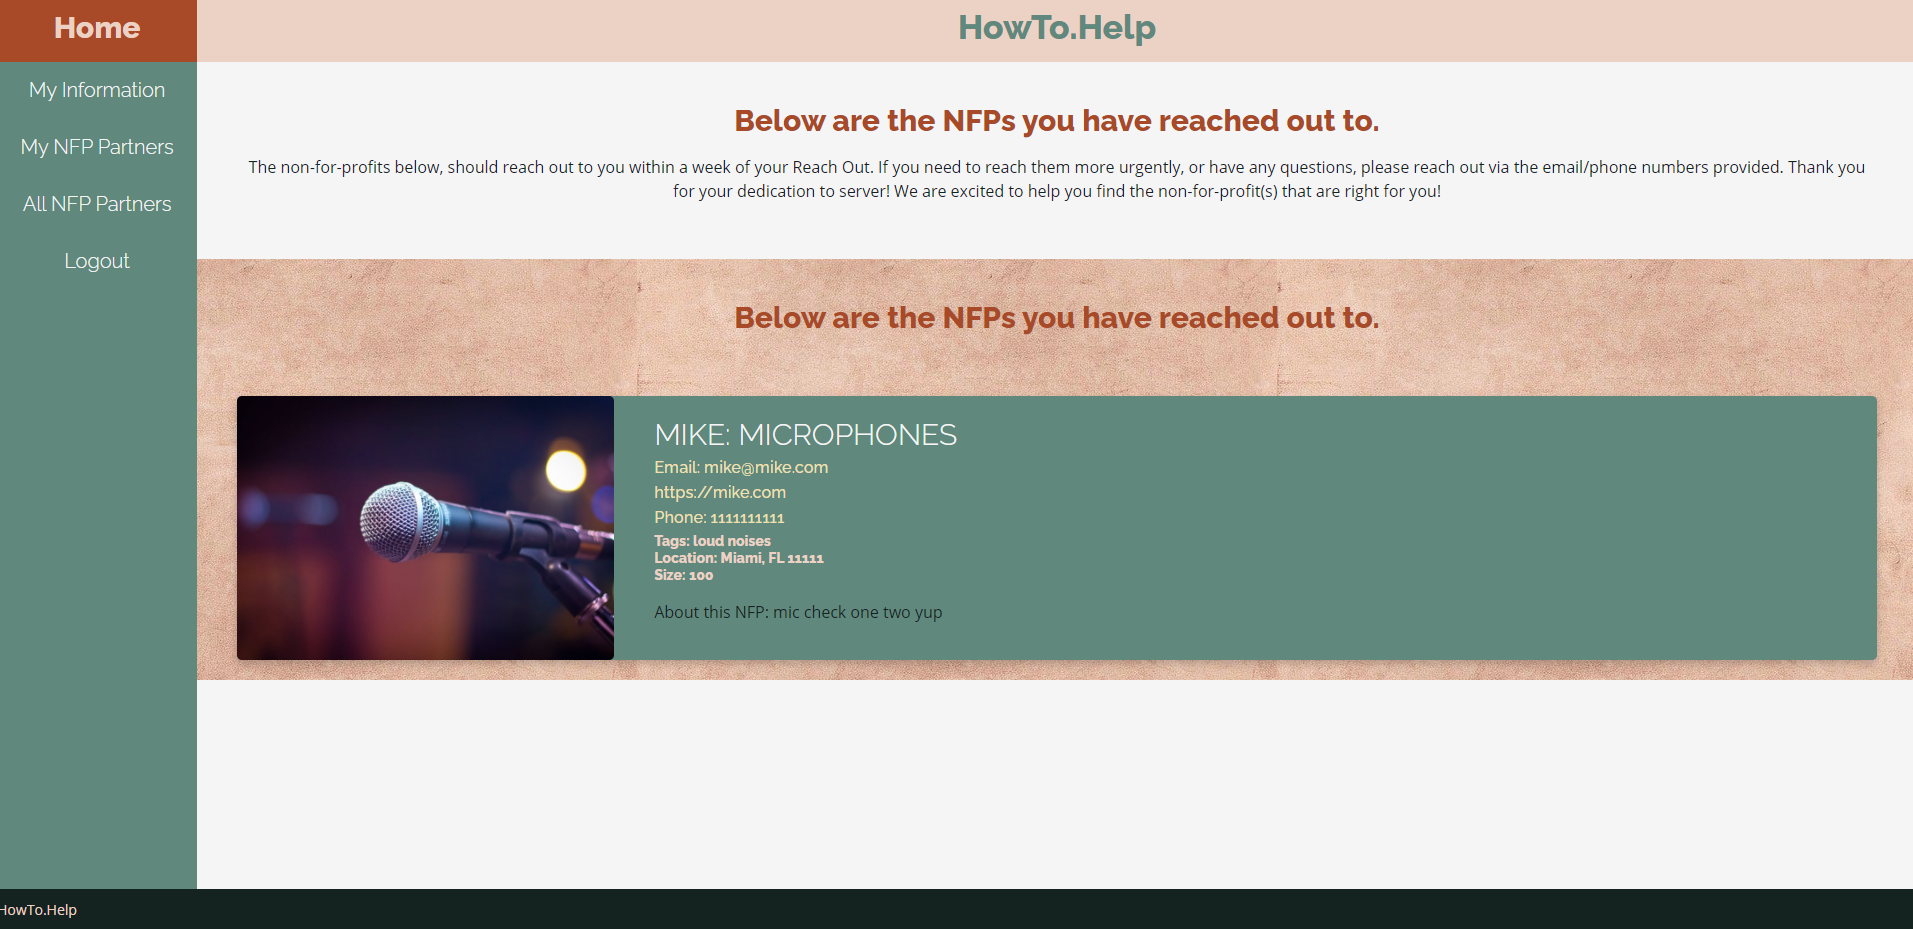 Home
HowTo.Help
My Information
My NFP Partners
All NFP Partners
Logout
Below are the NFPs you have reached out to.
The non-for-profits below, should reach out to you within a week of your Reach Out. If you need to reach them more urgently, or have any questions, please reach out via the email/phone numbers provided. Thank you
for your dedication to server! We are excited to help you find the non-for-profit(s) that are right for you!
Below are the NFPs you have reached out to.
MIKE: MICROPHONES
Email: mike@mike.com
https://mike.com
Phone: 1111111111
Tags: loud noises
Location: Miami, FL 11111
Size: 100
About this NFP: mic check one two yup
HowTo.Help